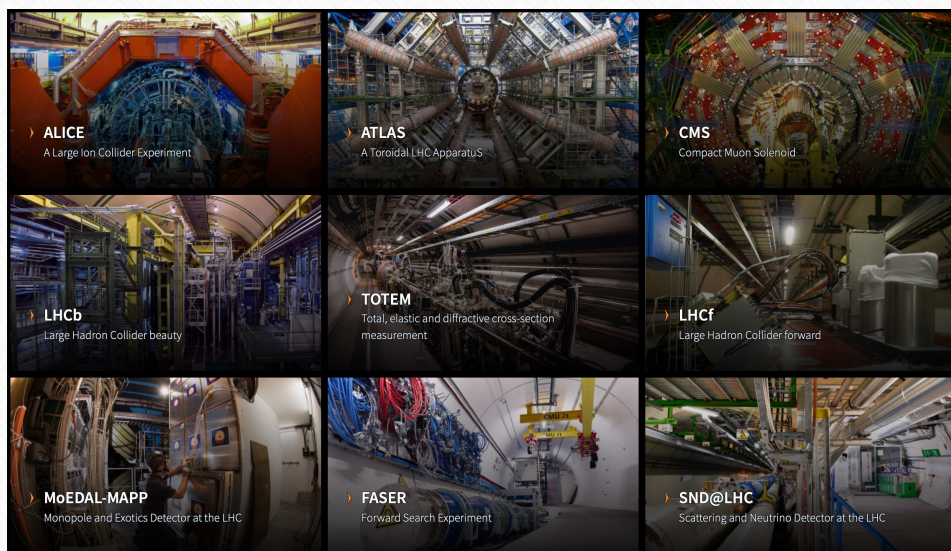 ALICE
A Large Ion Collider Experiment
ATLAS
A Toroidal LHC ApparatuS
CMS
Compact Muon Solenoid
LHCb
Large Hadron Collider beauty
TOTEM
Total, elastic and diffractive cross-section
measurement
LHCf
Large Hadron Collider forward
MoEDAL-MAPP
Monopole and Exotics Detector at the LHC
CMU 21
FASER
Forward Search Experiment
SND@LHC
Scattering and Neutrino Detector at the LHC